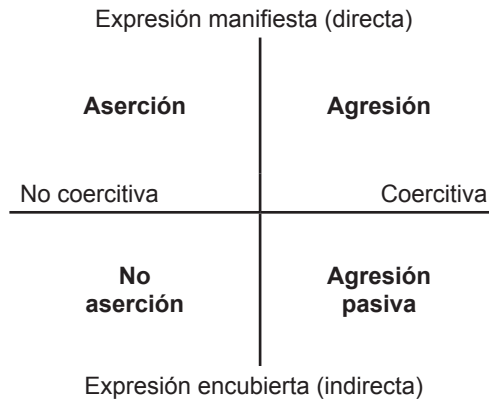 Expresión manifiesta (directa)
Aserción
Agresión
No coercitiva
Coercitiva
No
aserción
Agresión
pasiva
Expresión encubierta (indirecta)